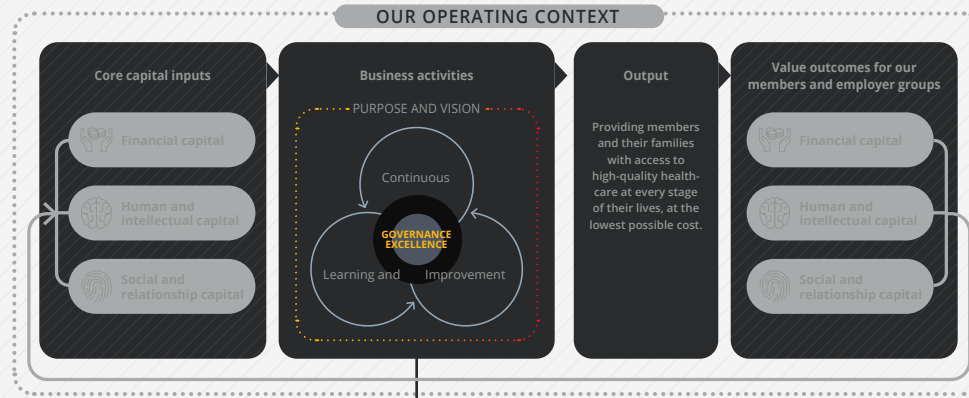 OUR OPERATING CONTEXT
Core capital inputs
Financial capital
Human and
intellectual capital
Social and
relationship capital
Business activities
PURPOSE AND VISION
Continuous
GOVERNANCE
EXCELLENCE
Learning and
Improvement
Output
Providing members
and their families
with access to
high-quality health-
care at every stage
of their lives, at the
lowest possible cost.
Value outcomes for our
members and employer groups
Financial capital
Human and
intellectual capital
Social and
relationship capital